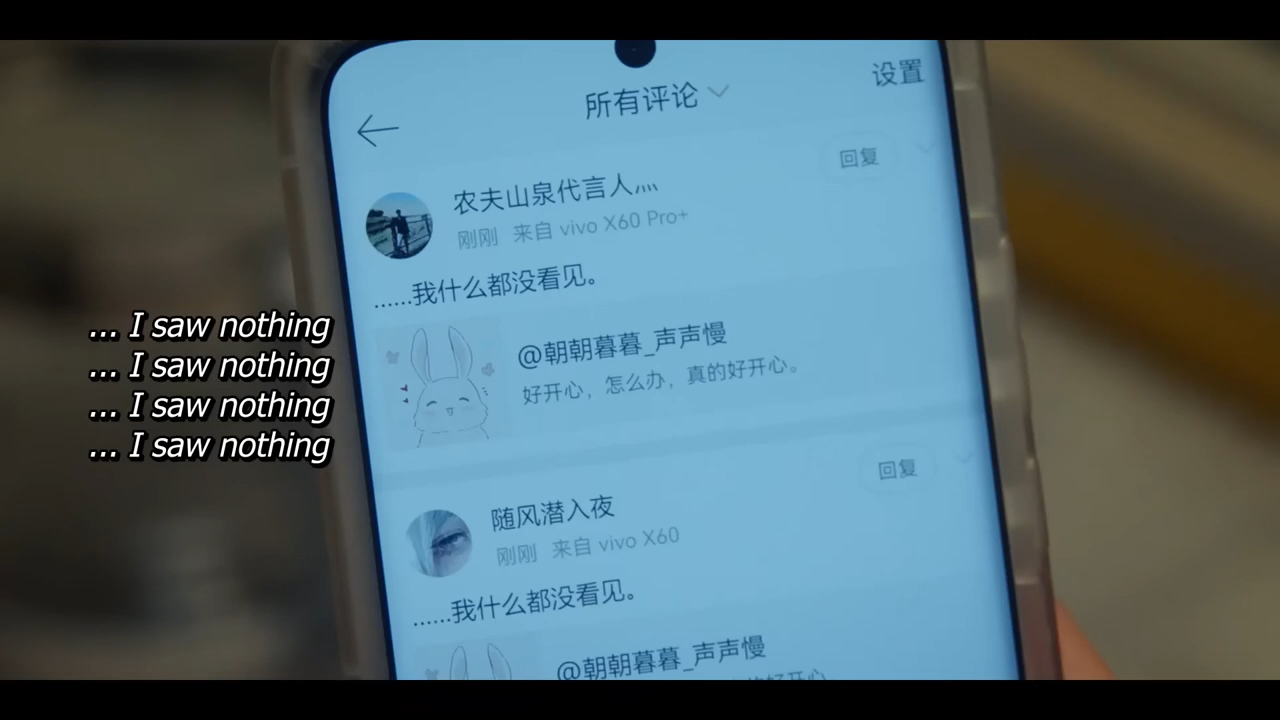 设置
所有评论
回复
农夫山泉代言人灬
刚刚 来自 vivo X60 Pro+
......我什么都没看见。
@朝朝暮暮_声声慢
好开心，怎么办，真的好开心。
... I saw nothing
... I saw nothing
... I saw nothing
... I saw nothing
回复
随风潜入夜
刚刚 来自 vivo X60
......我什么都没看见。
@朝朝暮暮_声声慢